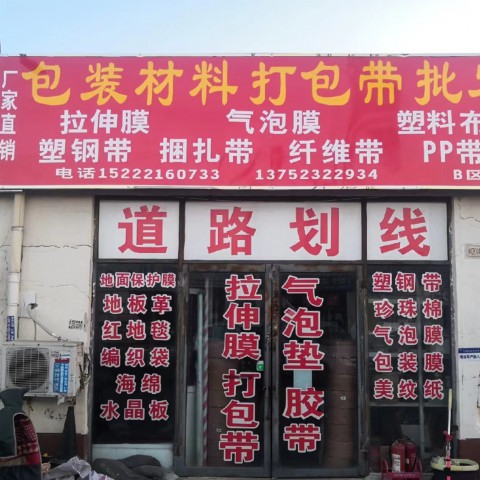 厂家直销
包装材料打包带批
拉伸膜 气泡膜 塑料布
塑钢带 捆扎带 纤维带 PP带
电话15222160733 13752322934 B区
道路划线
地面保护膜
地板革
红地毯
编织袋
海绵
水晶板
拉伸膜 打包带
气泡垫 胶带
塑钢带
珍珠棉
气泡膜
包装膜
美纹纸